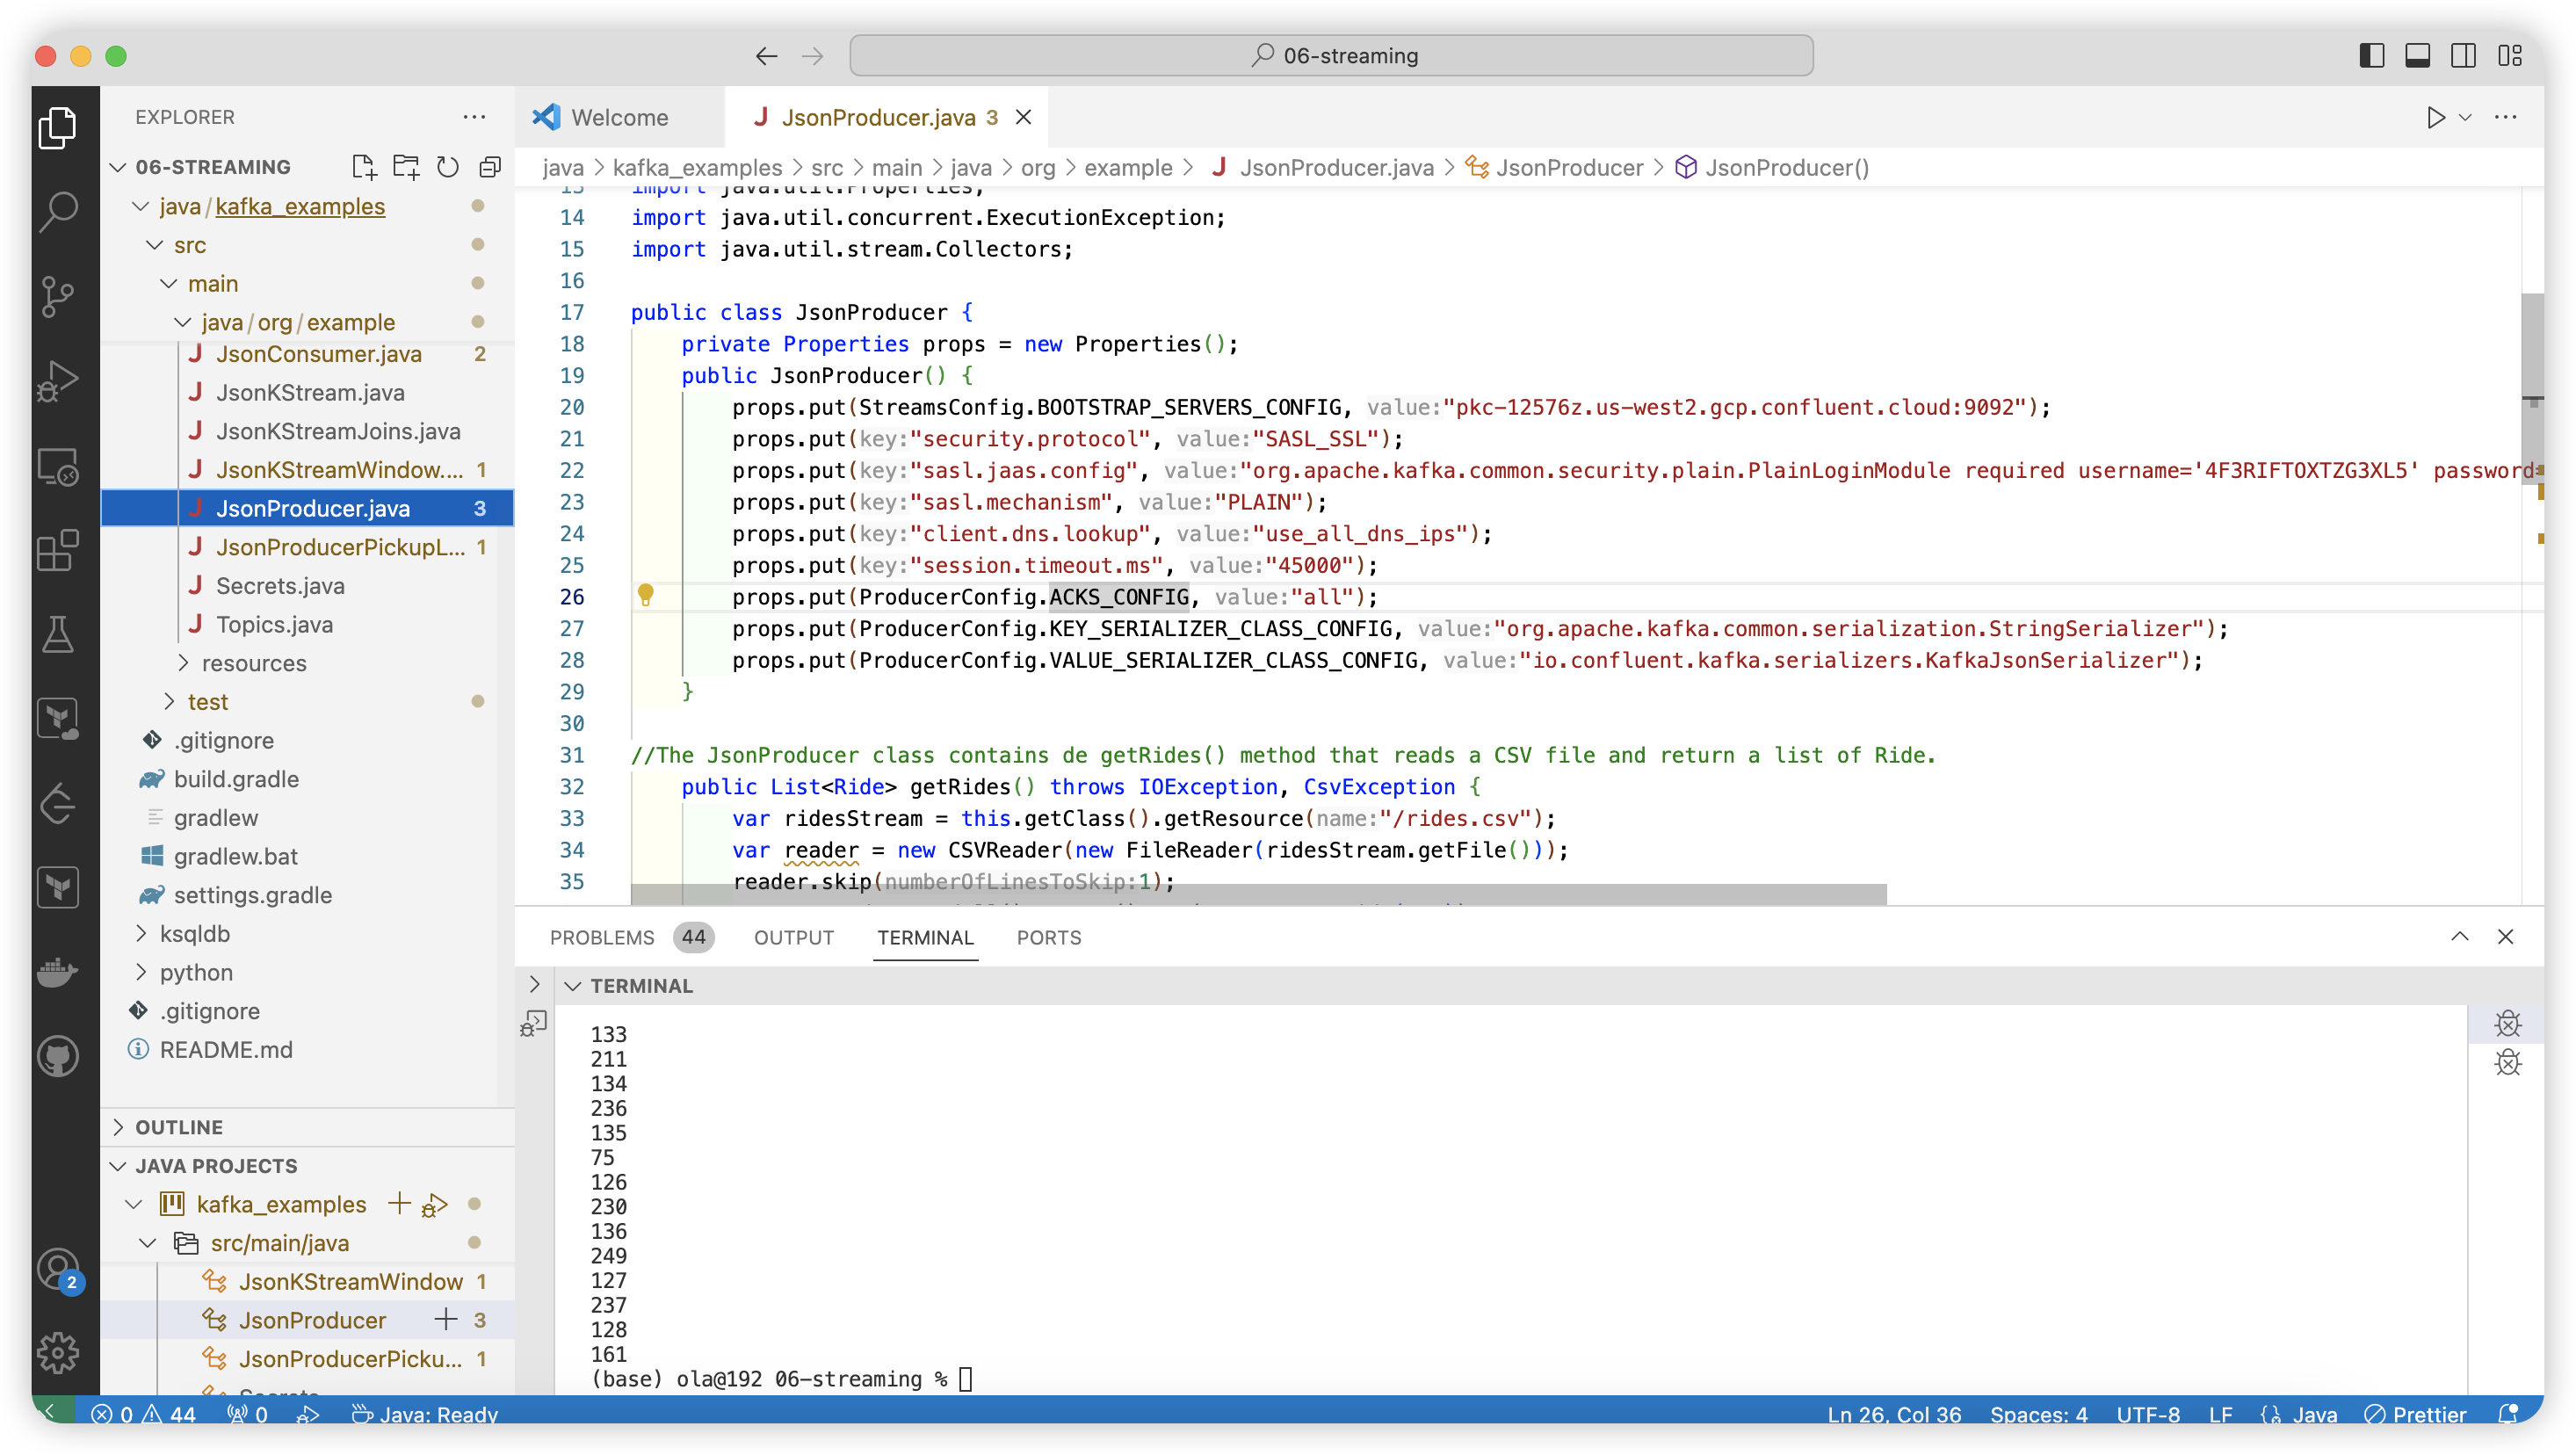 06-streaming
EXPLORER
06-STREAMING
java / kafka_examples
src
main
java / org / example
JsonConsumer.java 2
JsonKStream.java
JsonKStreamJoins.java
JsonKStreamWindow.... 1
JsonProducer.java 3
JsonProducerPickupL... 1
Secrets.java
Topics.java
resources
test
.gitignore
build.gradle
gradlew
gradlew.bat
settings.gradle
ksqldb
python
.gitignore
README.md
OUTLINE
JAVA PROJECTS
kafka_examples
src/main/java
JsonKStreamWindow 1
JsonProducer 3
JsonProducerPicku... 1
Secrets
2
Welcome
JsonProducer.java 3
java > kafka_examples > src > main > java > org > example > JsonProducer.java > JsonProducer > JsonProducer()
13 import java.util.Properties;
14 import java.util.concurrent.ExecutionException;
15 import java.util.stream.Collectors;
16
17 public class JsonProducer {
18 private Properties props = new Properties();
19 public JsonProducer() {
20 props.put(StreamsConfig.BOOTSTRAP_SERVERS_CONFIG, value:"pkc-12576z.us-west2.gcp.confluent.cloud:9092");
21 props.put(key:"security.protocol", value:"SASL_SSL");
22 props.put(key:"sasl.jaas.config", value:"org.apache.kafka.common.security.plain.PlainLoginModule required username='4F3RIFTOXTZG3XL5' password=
23 props.put(key:"sasl.mechanism", value:"PLAIN");
24 props.put(key:"client.dns.lookup", value:"use_all_dns_ips");
25 props.put(key:"session.timeout.ms", value:"45000");
26 props.put(ProducerConfig.ACKS_CONFIG, value:"all");
27 props.put(ProducerConfig.KEY_SERIALIZER_CLASS_CONFIG, value:"org.apache.kafka.common.serialization.StringSerializer");
28 props.put(ProducerConfig.VALUE_SERIALIZER_CLASS_CONFIG, value:"io.confluent.kafka.serializers.KafkaJsonSerializer");
29 }
30
31 //The JsonProducer class contains de getRides() method that reads a CSV file and return a list of Ride.
32 public List<Ride> getRides() throws IOException, CsvException {
33 var ridesStream = this.getClass().getResource(name:"/rides.csv");
34 var reader = new CSVReader(new FileReader(ridesStream.getFile()));
35 reader.skip(numberOfLinesToSkip:1);
PROBLEMS 44 OUTPUT TERMINAL PORTS
TERMINAL
133
211
134
236
135
75
126
230
136
249
127
237
128
161
(base) ola@192 06-streaming %
0 44 0 Java: Ready Ln 26, Col 36 Spaces: 4 UTF-8 LF Java Prettier